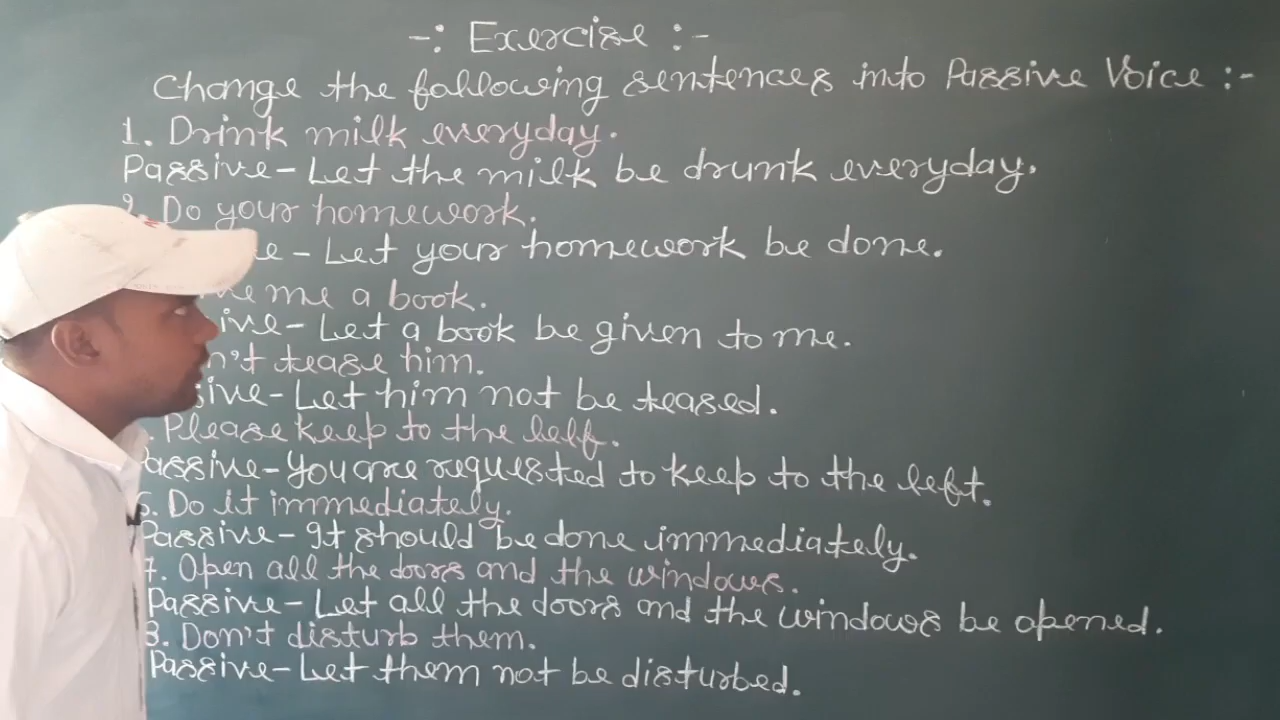 -: Exercise :-
Change the following sentences into Passive Voice :-
1. Drink milk everyday.
Passive - Let the milk be drunk everyday.
2. Do your homework.
e - Let your homework be done.
me a book.
ive - Let a book be given to me.
n't tease him.
sive - Let him not be teased.
. Please keep to the left.
Passive - You are requested to keep to the left.
6. Do it immediately.
Passive - It should be done immediately.
7. Open all the doors and the windows.
Passive - Let all the doors and the windows be opened.
8. Don't disturb them.
Passive - Let them not be disturbed.